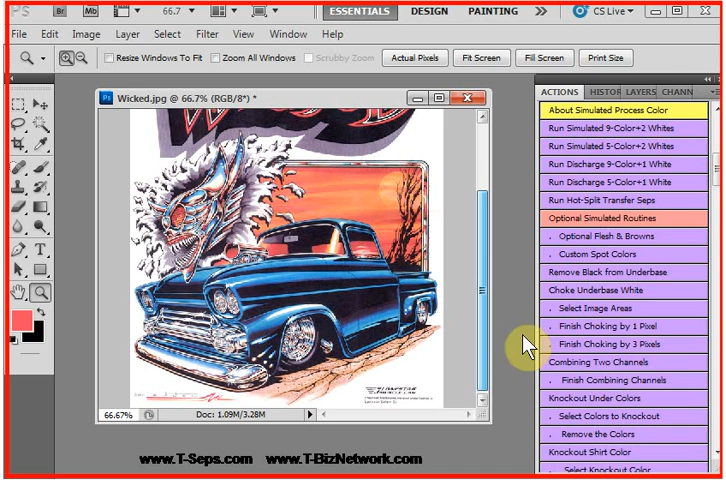 PS Br Mb 66.7 ESSENTIALS DESIGN PAINTING CS Live
File Edit Image Layer Select Filter View Window Help
Resize Windows To Fit Zoom All Windows Scrubby Zoom Actual Pixels Fit Screen Fill Screen Print Size
ACTIONS HISTOR LAYERS CHANN
Ps Wicked.jpg @ 66.7% (RGB/8*) *
About Simulated Process Color
Run Simulated 9-Color+2 Whites
Run Simulated 5-Color+2 Whites
Run Discharge 9-Color+1 White
Run Discharge 5-Color+1 White
Run Hot-Split Transfer Seps
Optional Simulated Routines
. Optional Flesh & Browns
. Custom Spot Colors
Remove Black from Underbase
Choke Underbase White
. Select Image Areas
. Finish Choking by 1 Pixel
. Finish Choking by 3 Pixels
Combining Two Channels
. Finish Combining Channels
Knockout Under Colors
. Select Colors to Knockout
. Remove the Colors
Knockout Shirt Color
. Select Knockout Color
66.67% Doc: 1.09M/3.28M
www.T-Seps.com www.T-BizNetwork.com